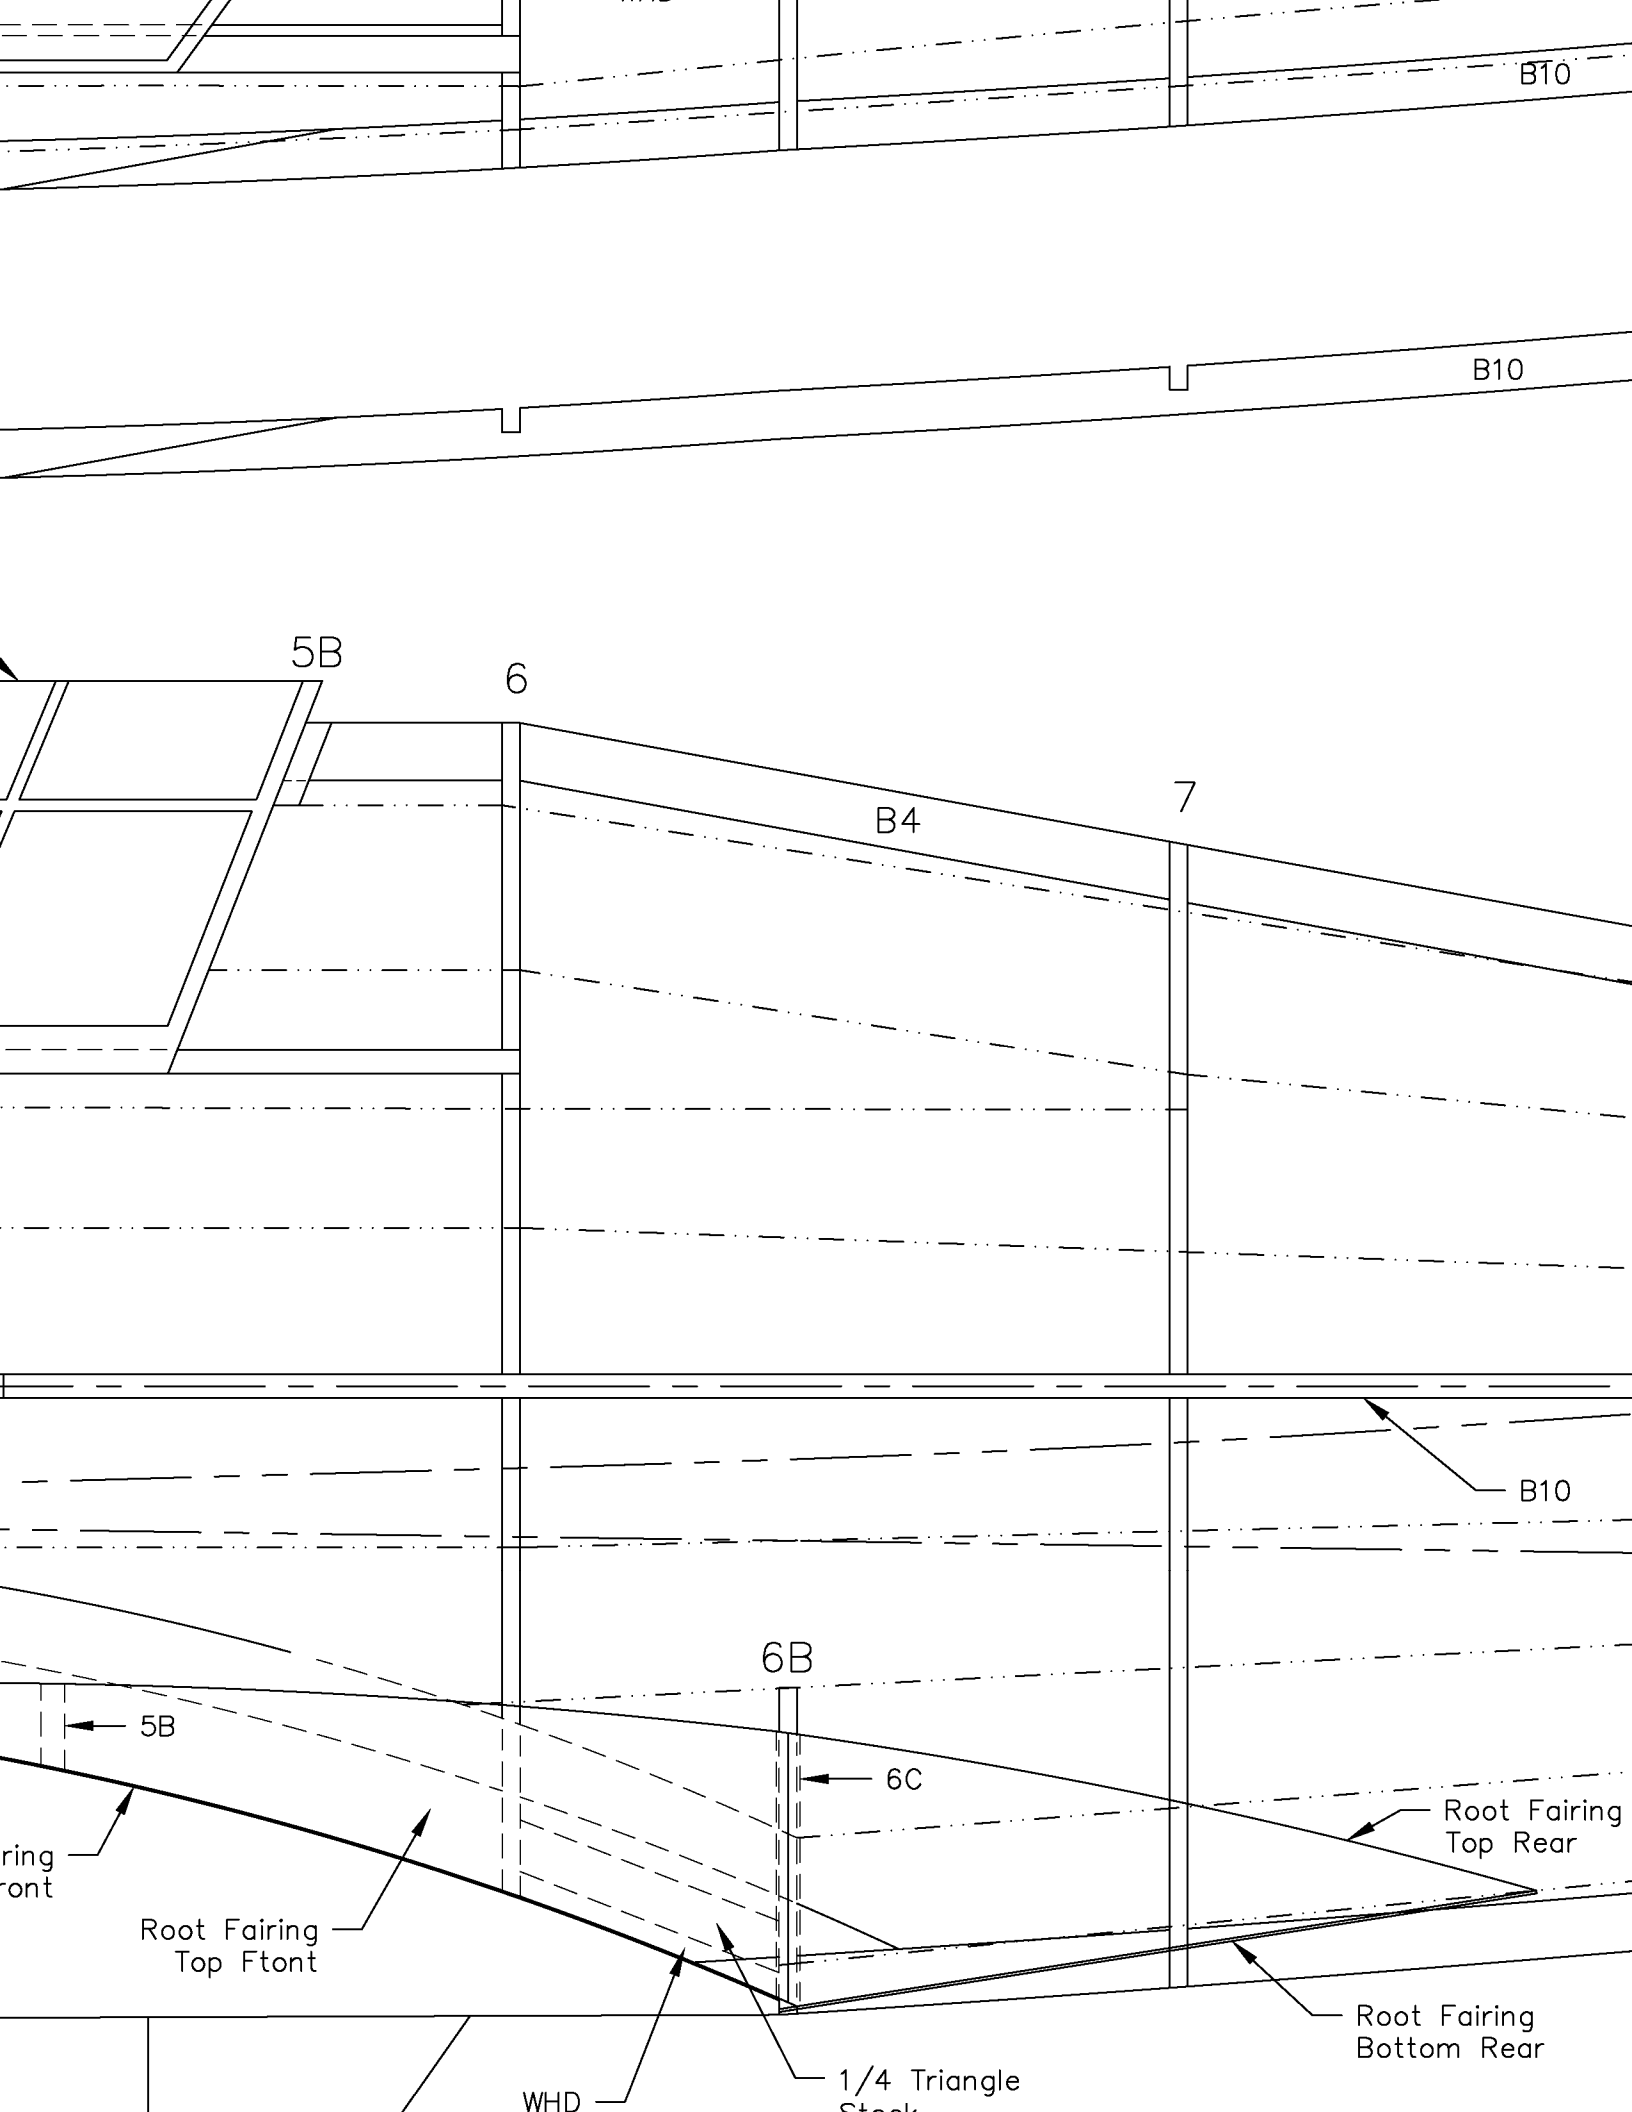 B10
B10
5B
6
7
B4
B10
6B
5B
6C
Root Fairing
Top Rear
ring
ront
Root Fairing
Top Ftont
Root Fairing
Bottom Rear
1/4 Triangle
WHD